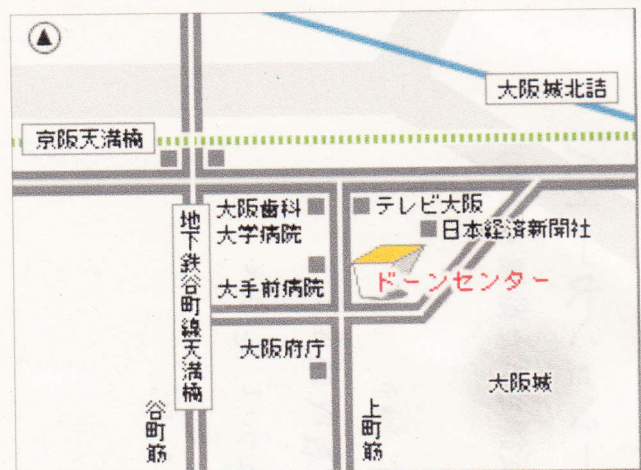 大阪城北詰
京阪天満橋
大阪歯科
大学病院
テレビ大阪
日本経済新聞社
地下鉄谷町線天満橋
大手前病院
ドーンセンター
大阪府庁
大阪城
谷町筋
上町筋